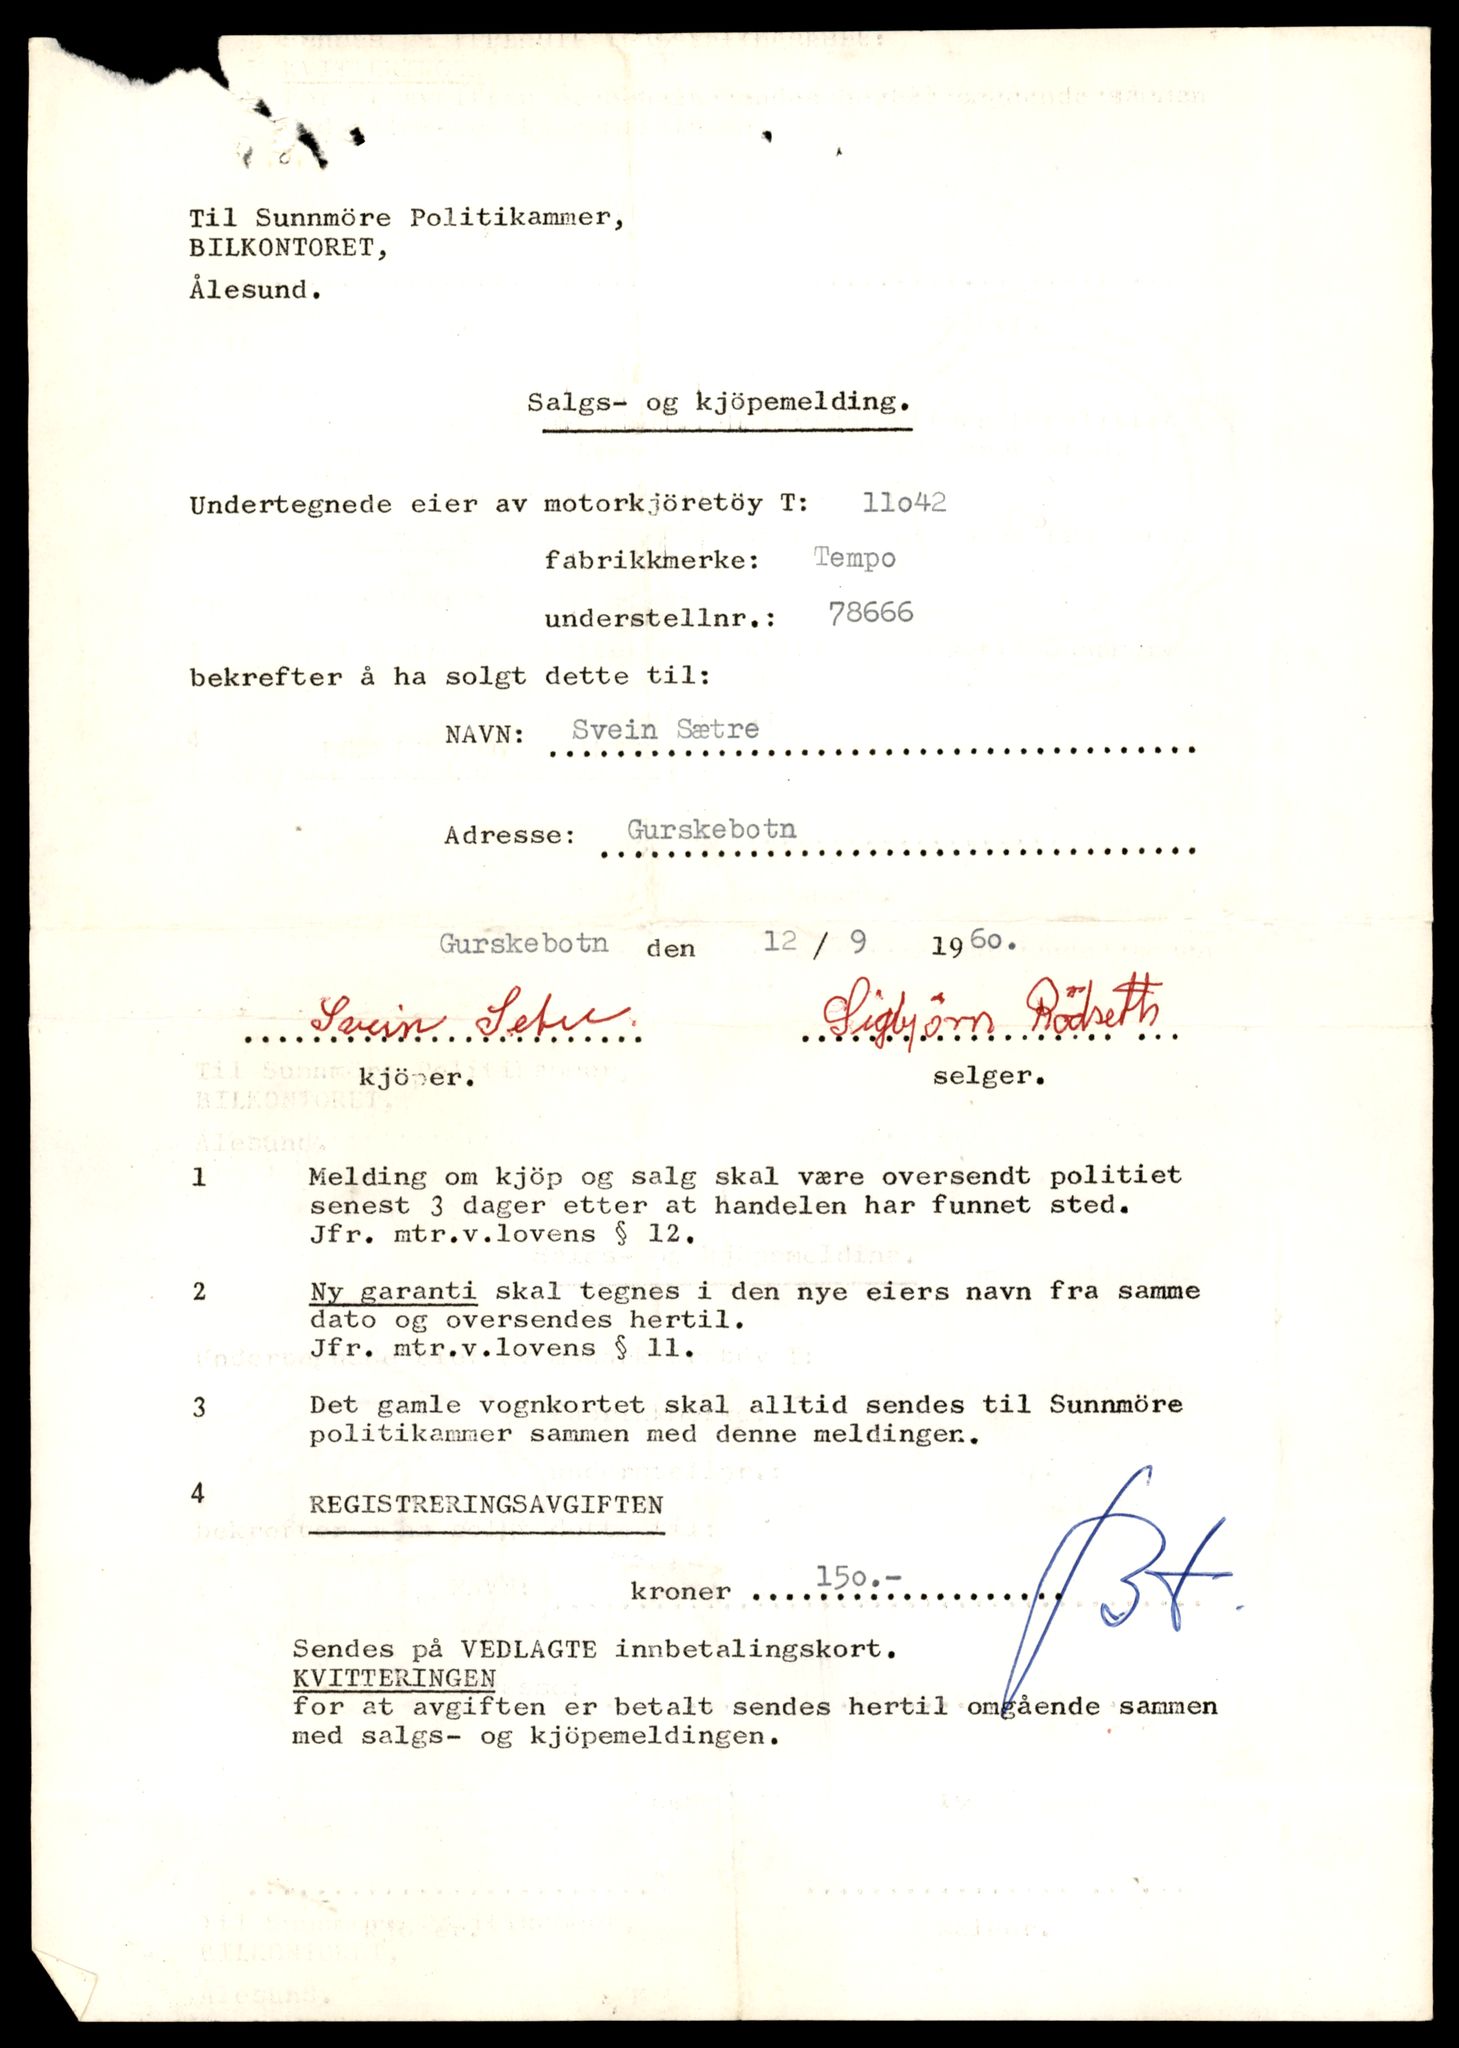 Til Sunnmöre Politikammer,
BILKONTORET,
Ålesund.
Salgs- og kjöpemelding.
Undertegnede eier av motorkjöretöy T: 11o42
fabrikkmerke: Tempo
understellnr.: 78666
bekrefter å ha solgt dette til:
NAVN: Svein Sætre
Adresse: Gurskebotn
Gurskebotn den 12 / 9 1960.
Svein Setre Sigbjörn Rödseth
kjöper. selger.
1 Melding om kjöp og salg skal være oversendt politiet
senest 3 dager etter at handelen har funnet sted.
Jfr. mtr.v.lovens § 12.
2 Ny garanti skal tegnes i den nye eiers navn fra samme
dato og oversendes hertil.
Jfr. mtr.v.lovens § 11.
3 Det gamle vognkortet skal alltid sendes til Sunnmöre
politikammer sammen med denne meldingen.
4 REGISTRERINGSAVGIFTEN
kroner 150.-
Sendes på VEDLAGTE innbetalingskort.
KVITTERINGEN
for at avgiften er betalt sendes hertil omgående sammen
med salgs- og kjöpemeldingen.